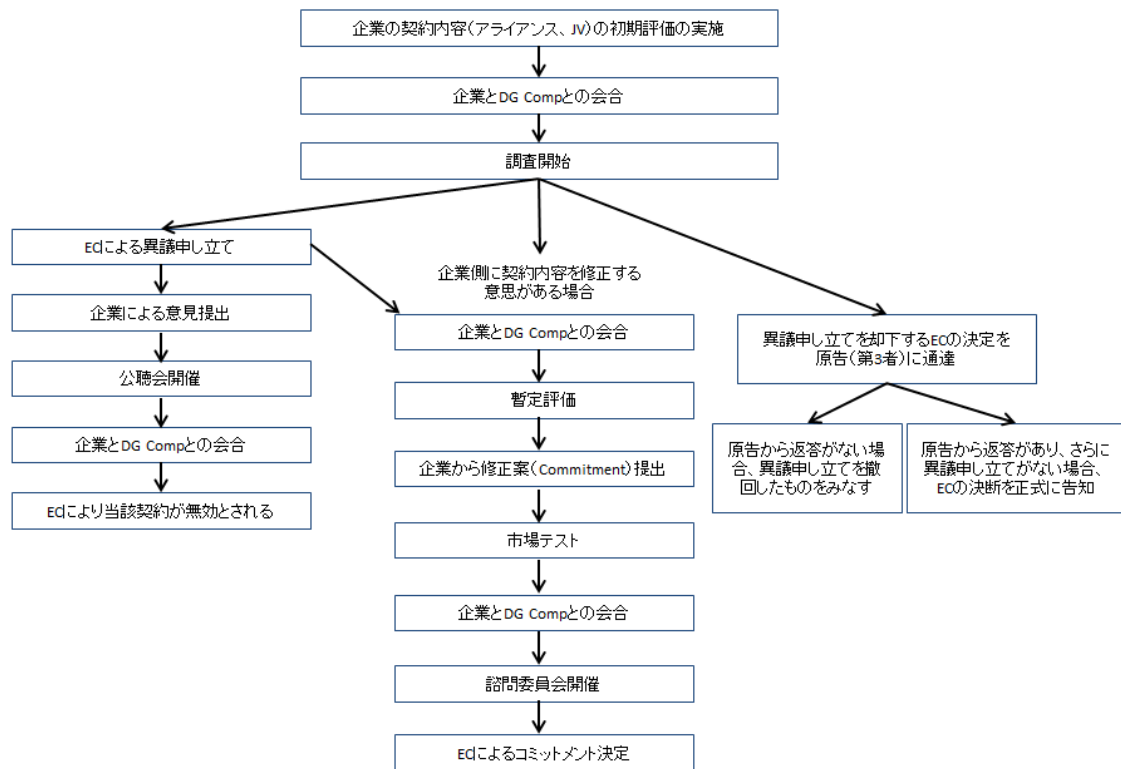 企業の契約内容(アライアンス、JV)の初期評価の実施
企業とDG Compとの会合
調査開始
ECによる異議申し立て
企業による意見提出
公聴会開催
企業とDG Compとの会合
ECにより当該契約が無効とされる
企業側に契約内容を修正する
意思がある場合
企業とDG Compとの会合
暫定評価
企業から修正案(Commitment)提出
市場テスト
企業とDG Compとの会合
諮問委員会開催
ECによるコミットメント決定
異議申し立てを却下するECの決定を
原告(第3者)に通達
原告から返答がない場
合、異議申し立てを撤
回したものをみなす
原告から返答があり、さらに
異議申し立てがない場合、
ECの決断を正式に告知